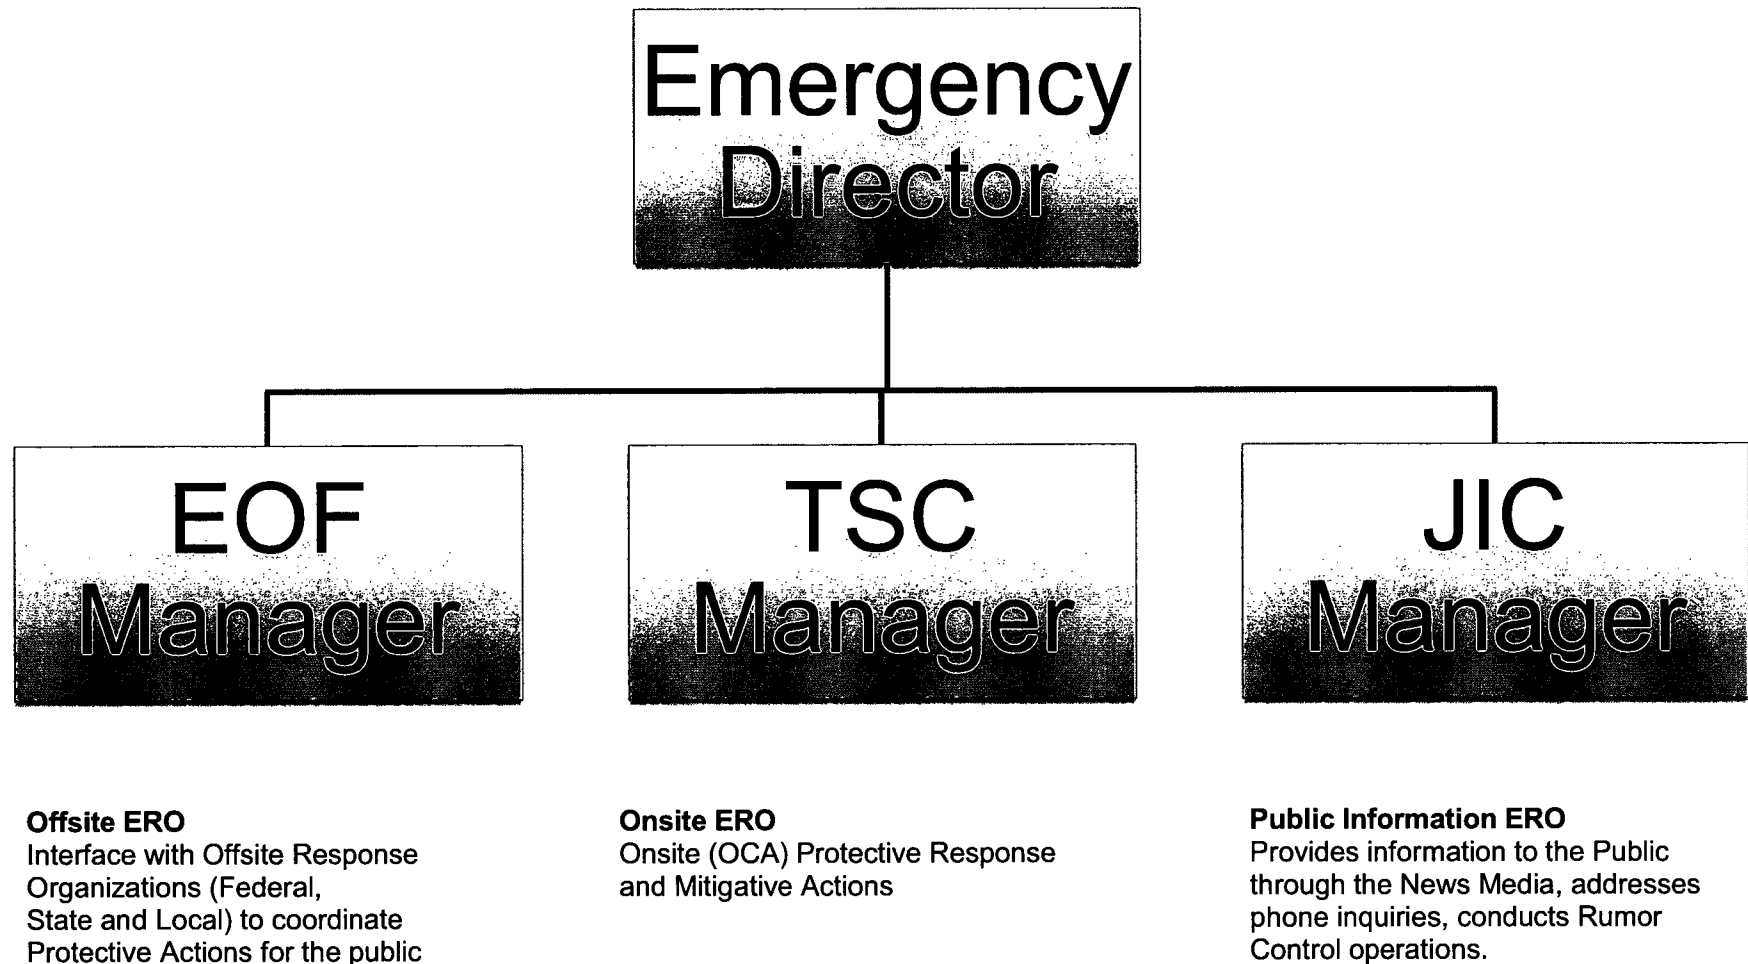 Emergency
Director
EOF
Manager
TSC
Manager
JIC
Manager
Offsite ERO
Interface with Offsite Response
Organizations (Federal,
State and Local) to coordinate
Protective Actions for the public
Onsite ERO
Onsite (OCA) Protective Response
and Mitigative Actions
Public Information ERO
Provides information to the Public
through the News Media, addresses
phone inquiries, conducts Rumor
Control operations.